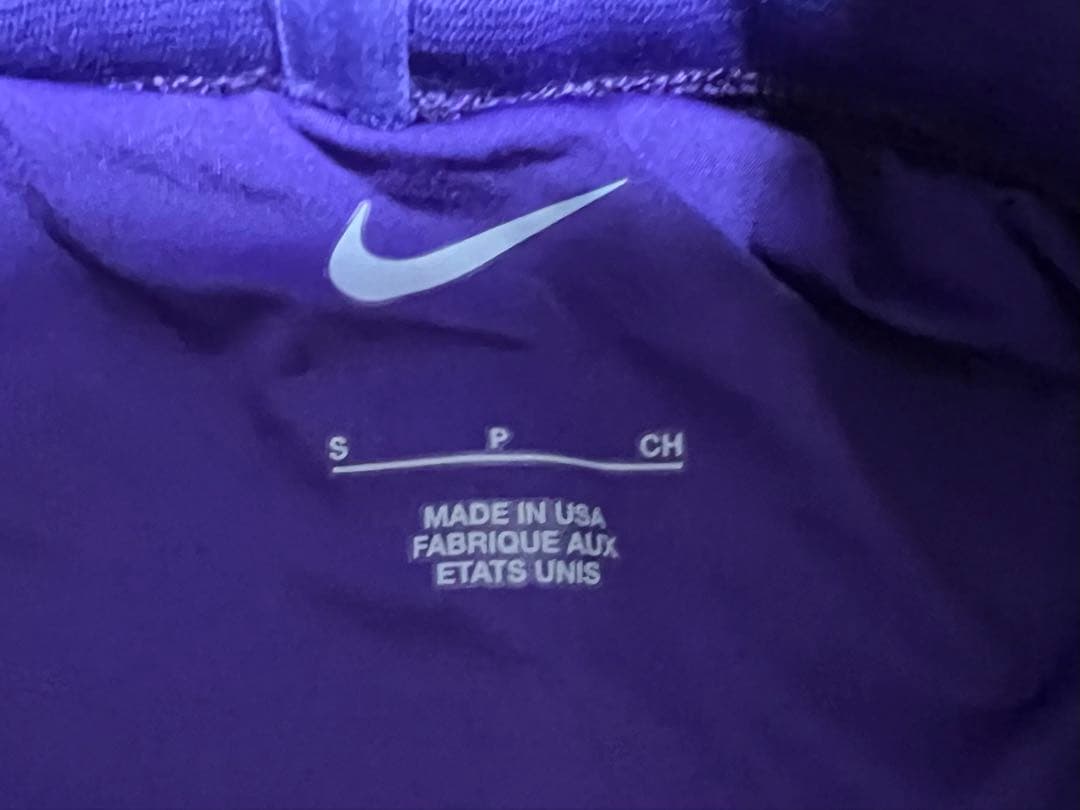 S P CH
MADE IN USA
FABRIQUE AUX
ETATS UNIS